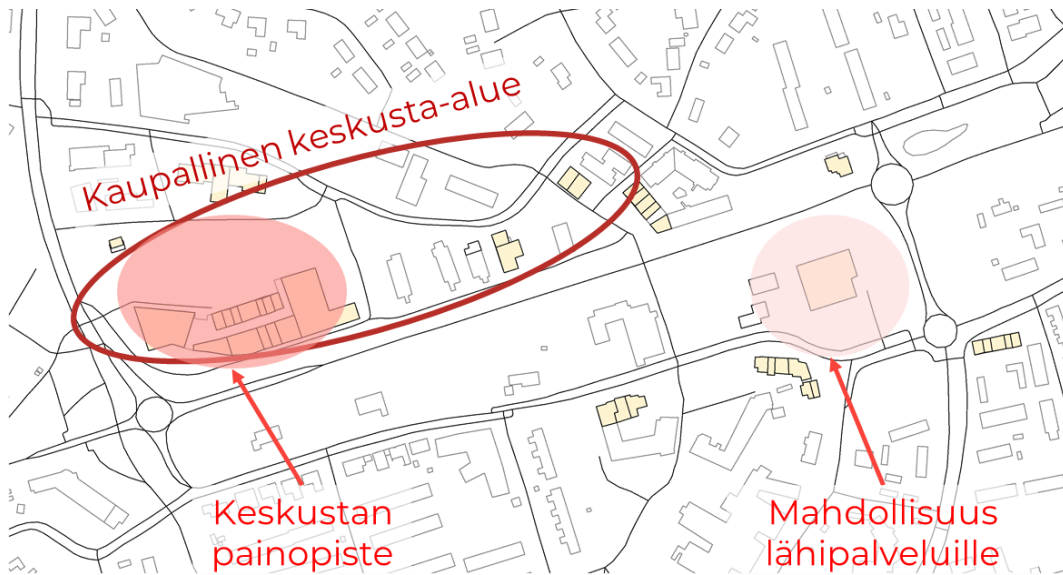 Kaupallinen keskusta-alue
Keskustan
painopiste
Mahdollisuus
lähipalveluille